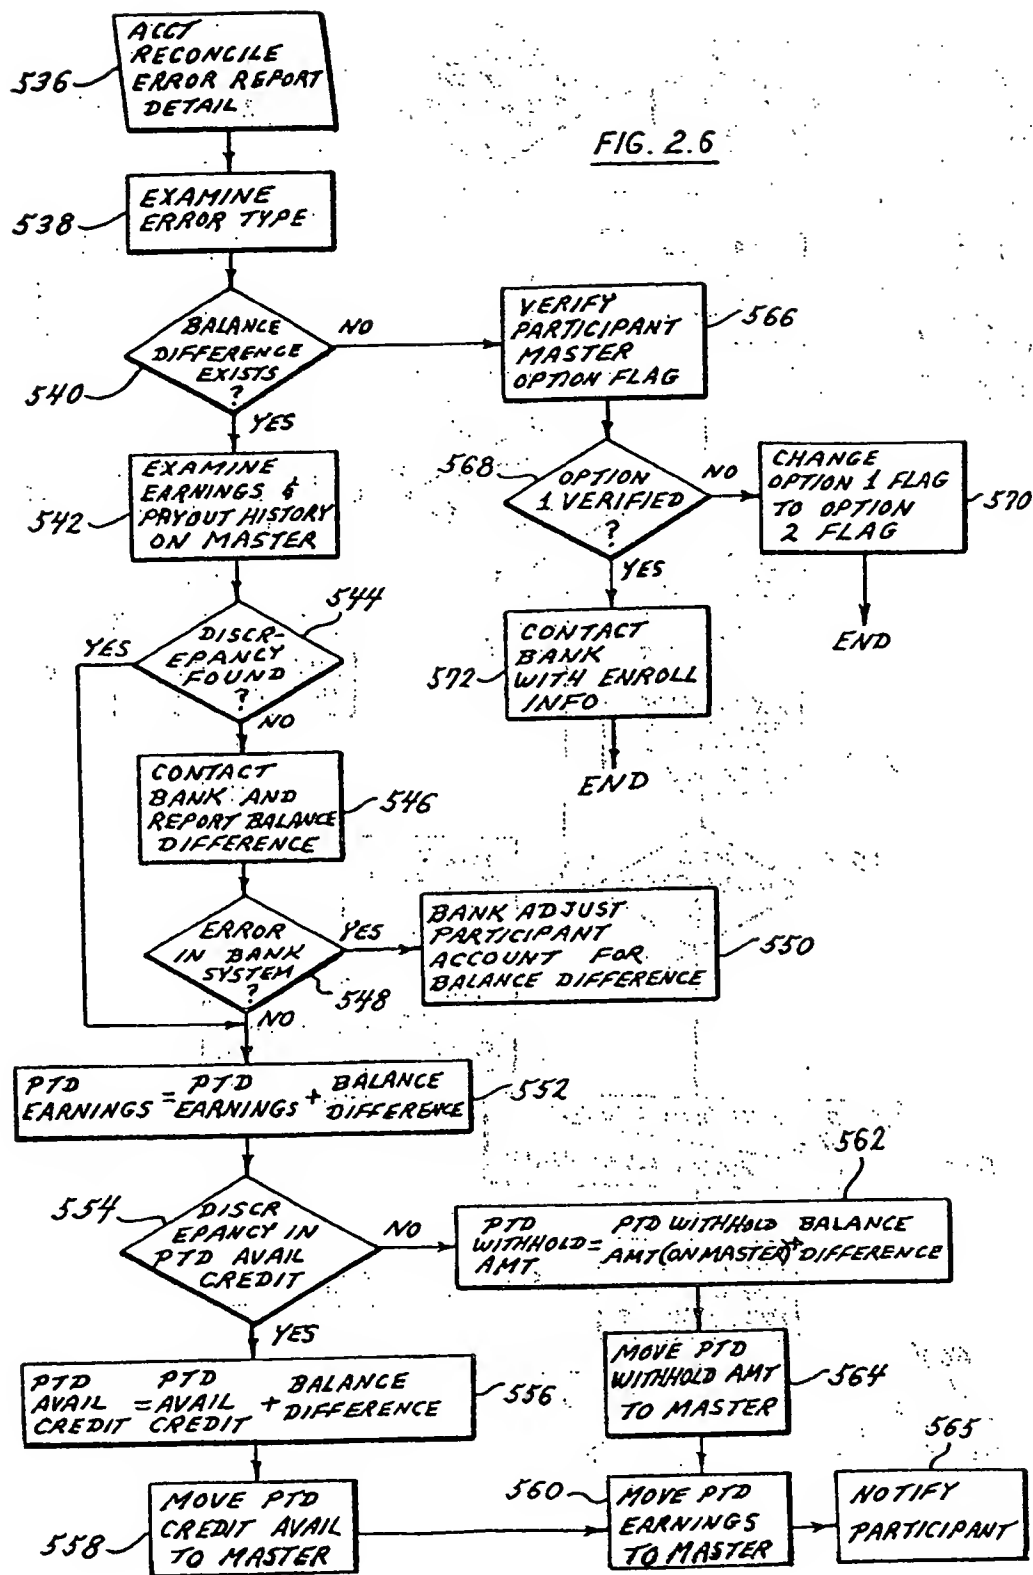 ACCT
RECONCILE
ERROR REPORT
DETAIL
536
FIG. 2.6
EXAMINE
ERROR TYPE
538
BALANCE
DIFFERENCE
EXISTS
?
540
NO
YES
VERIFY
PARTICIPANT
MASTER
OPTION FLAG
566
EXAMINE
EARNINGS &
PAYOUT HISTORY
ON MASTER
542
568
OPTION
1 VERIFIED
?
NO
YES
CHANGE
OPTION 1 FLAG
TO OPTION
2 FLAG
570
END
544
DISCR-
EPANCY
FOUND
?
YES
NO
CONTACT
BANK
WITH ENROLL
INFO
572
END
CONTACT
BANK AND
REPORT BALANCE
DIFFERENCE
546
ERROR
IN BANK
SYSTEM
?
548
YES
NO
BANK ADJUST
PARTICIPANT
ACCOUNT FOR
BALANCE DIFFERENCE
550
PTD PTD BALANCE
EARNINGS = EARNINGS + DIFFERENCE
552
554
DISCR
EPANCY IN
PTD AVAIL
CREDIT
NO
YES
562
PTD PTD WITHHOLD BALANCE
WITHHOLD = AMT (ON MASTER) + DIFFERENCE
AMT
PTD PTD BALANCE
AVAIL = AVAIL + DIFFERENCE
CREDIT CREDIT
556
MOVE PTD
WITHHOLD AMT
TO MASTER
564
565
MOVE PTD
CREDIT AVAIL
TO MASTER
558
560
MOVE PTD
EARNINGS
TO MASTER
NOTIFY
PARTICIPANT